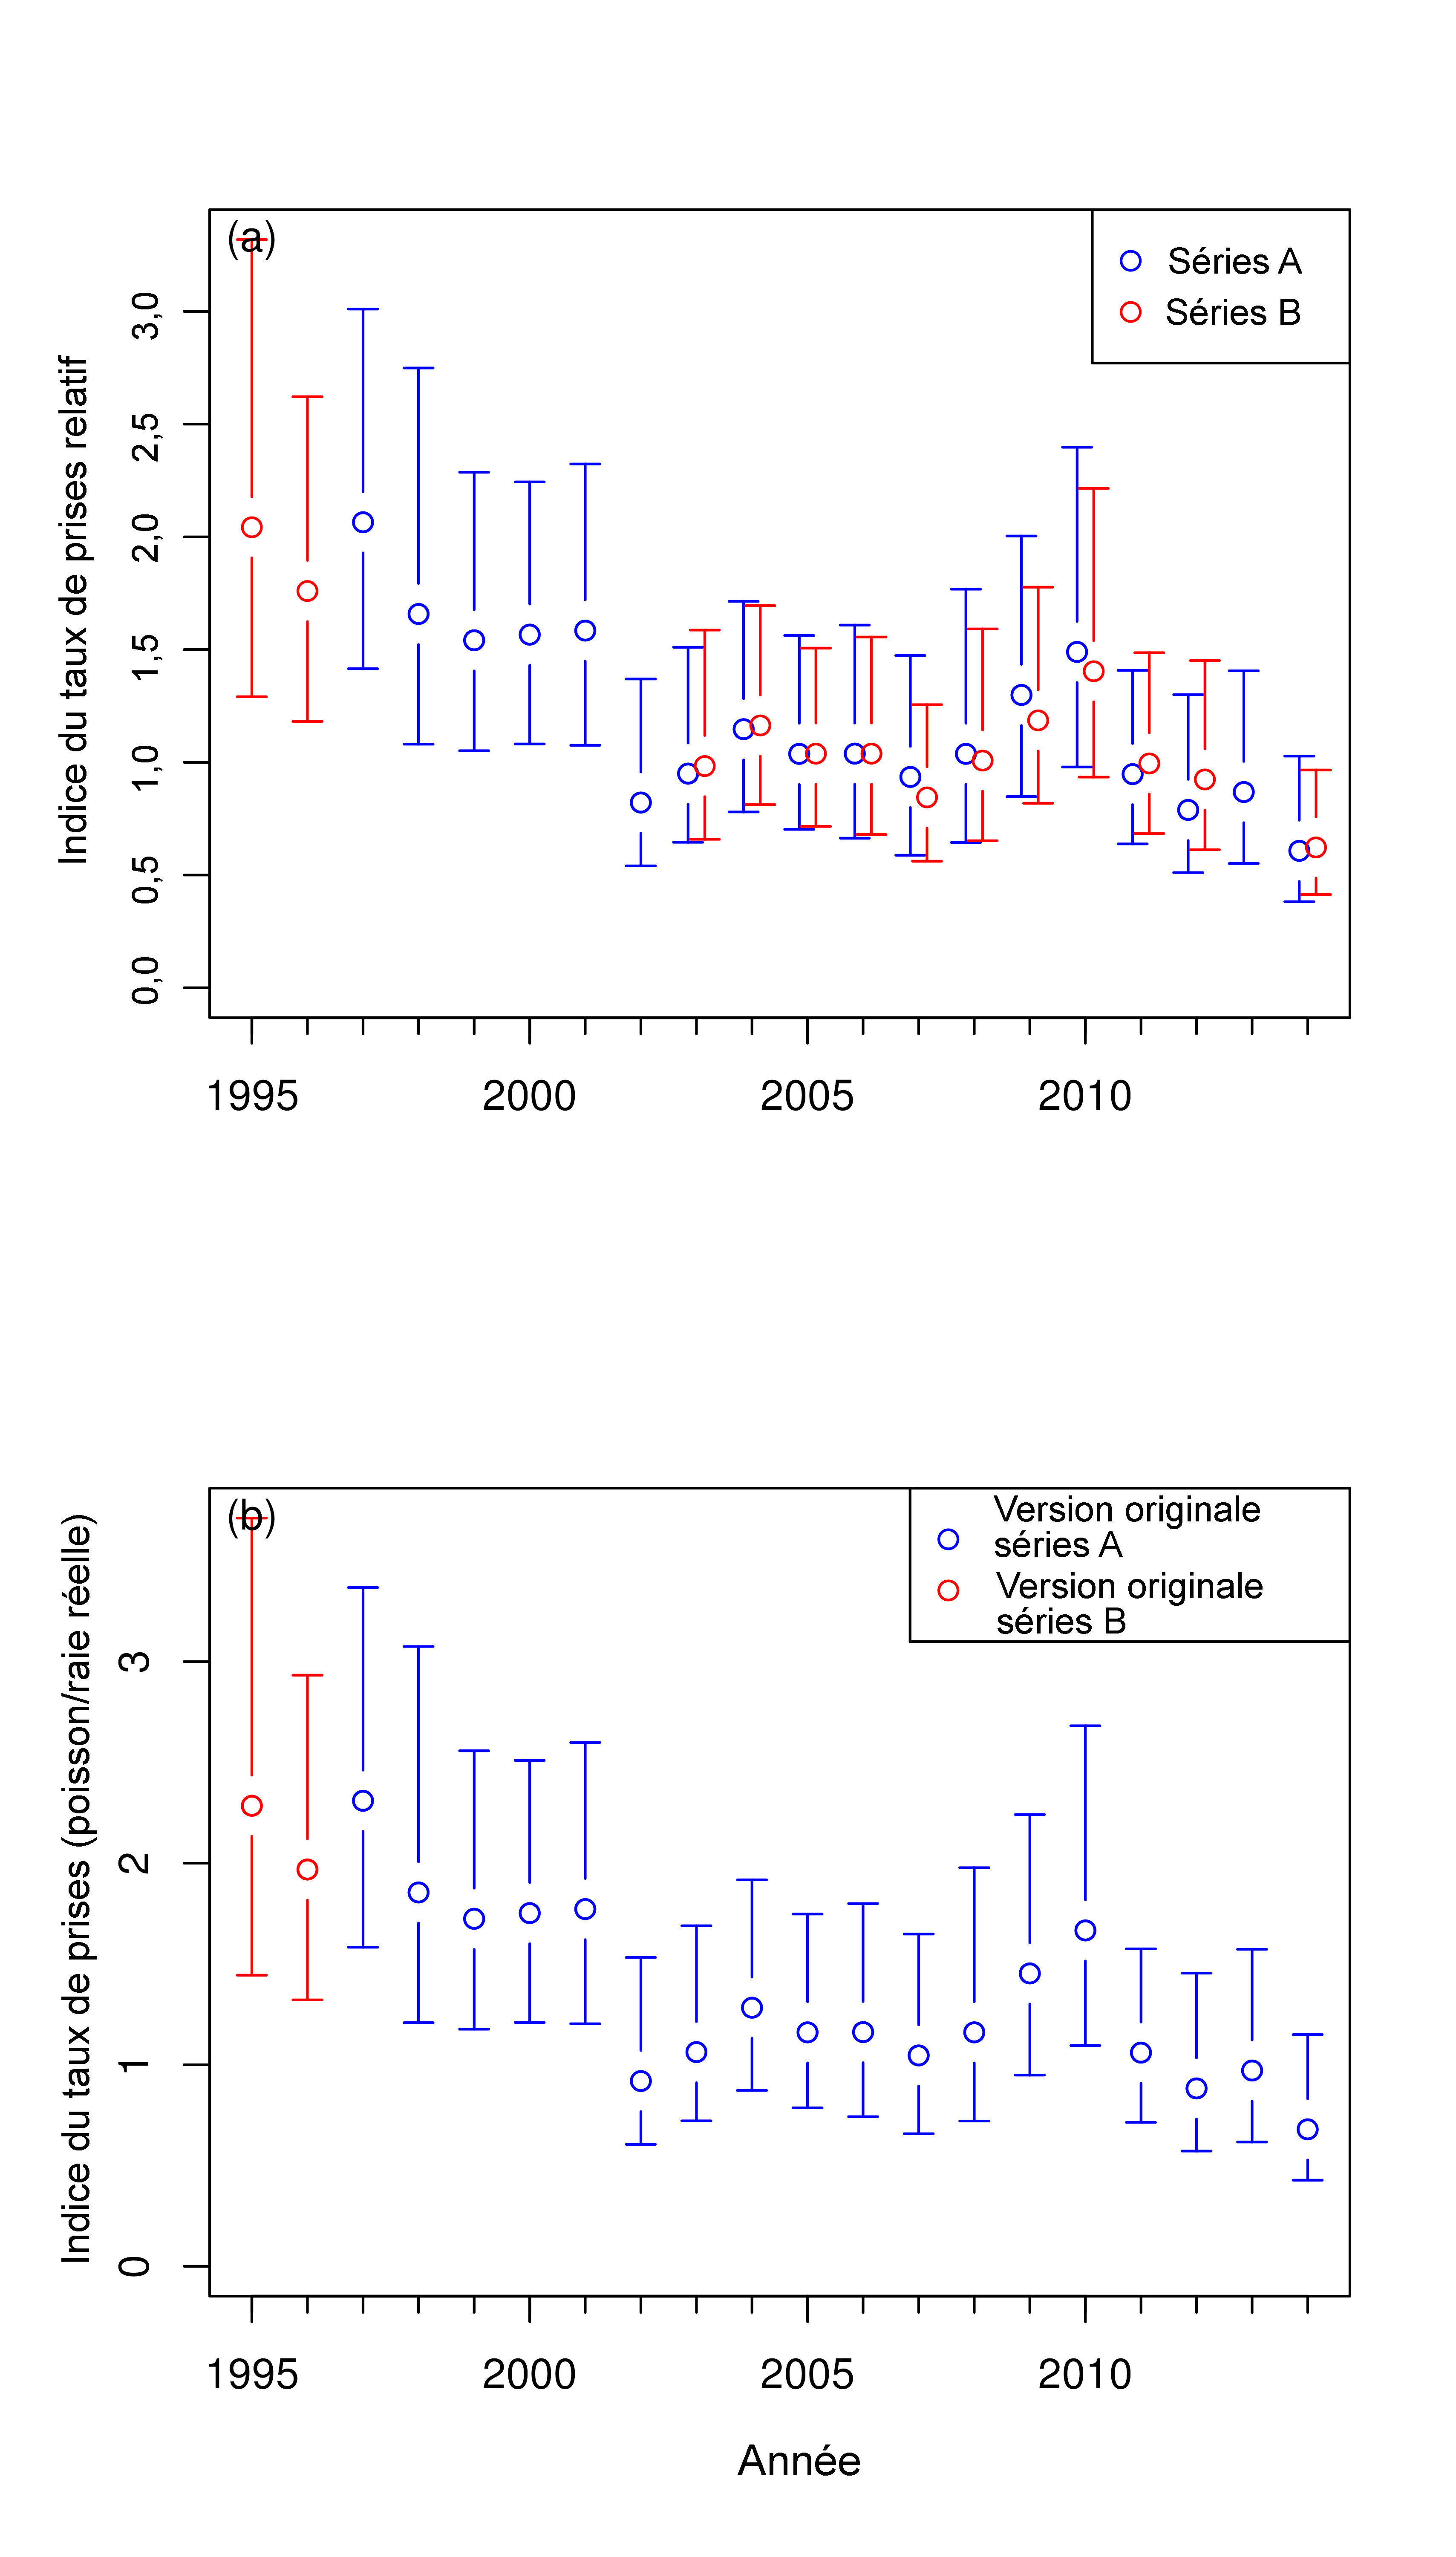 (a)
Séries A
Séries B
Indice du taux de prises relatif
3,0
2,5
2,0
1,5
1,0
0,5
0,0
1995 2000 2005 2010
(b)
Version originale
séries A
Version originale
séries B
Indice du taux de prises (poisson/raie réelle)
3
2
1
0
1995 2000 2005 2010
Année